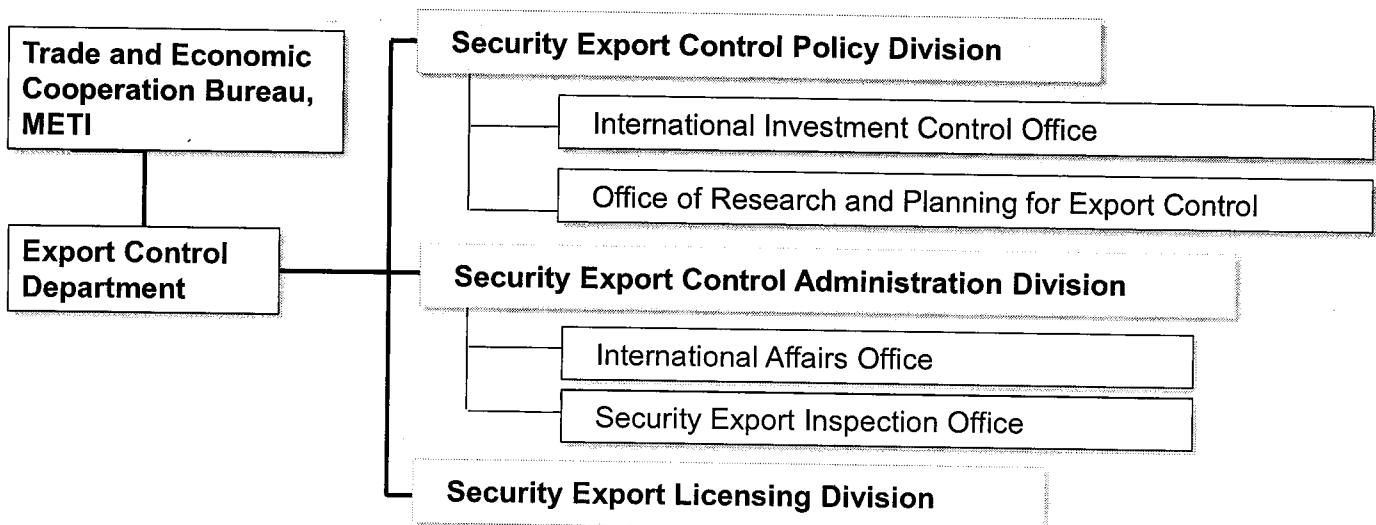 Trade and Economic
Cooperation Bureau,
METI
Export Control
Department
Security Export Control Policy Division
International Investment Control Office
Office of Research and Planning for Export Control
Security Export Control Administration Division
International Affairs Office
Security Export Inspection Office
Security Export Licensing Division